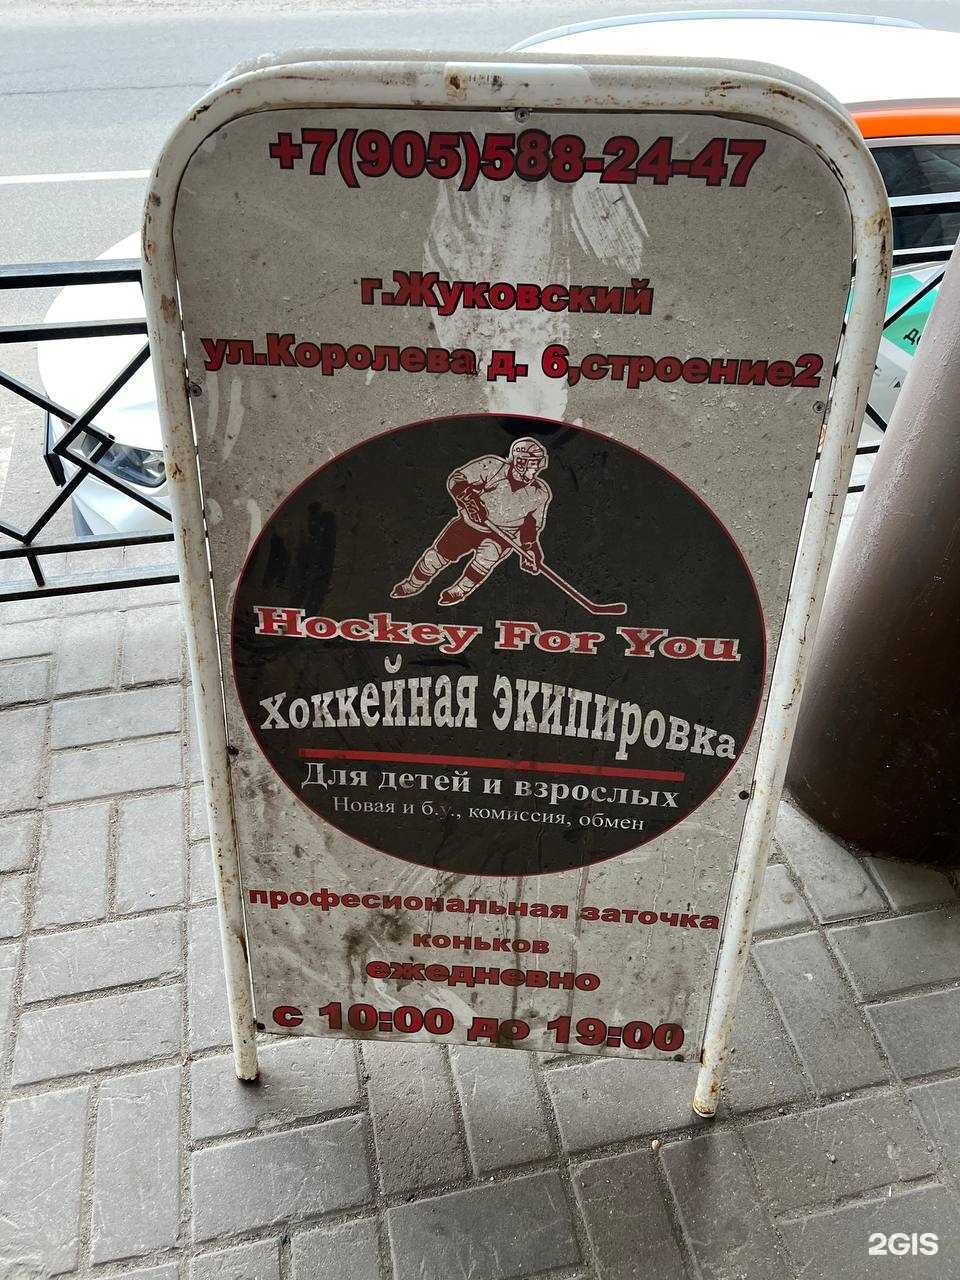 +7(905)588-24-47
г.Жуковский
ул.Королева д. 6,строение2
Hockey For You
Хоккейная экипировка
Для детей и взрослых
Новая и б.у., комиссия, обмен
професиональная заточка
коньков
ежедневно
с 10:00 до 19:00
2GIS